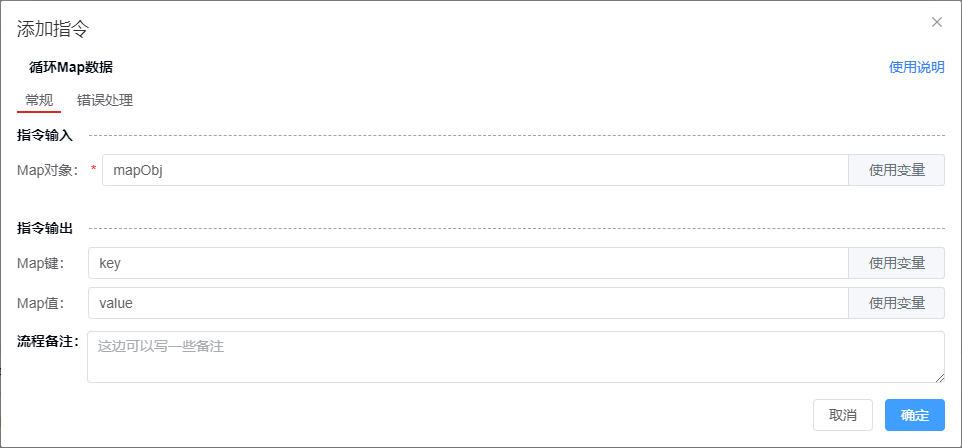 添加指令
循环Map数据
使用说明
常规 错误处理
指令输入
Map对象： * mapObj 使用变量
指令输出
Map键： key 使用变量
Map值： value 使用变量
流程备注： 这边可以写一些备注
取消 确定